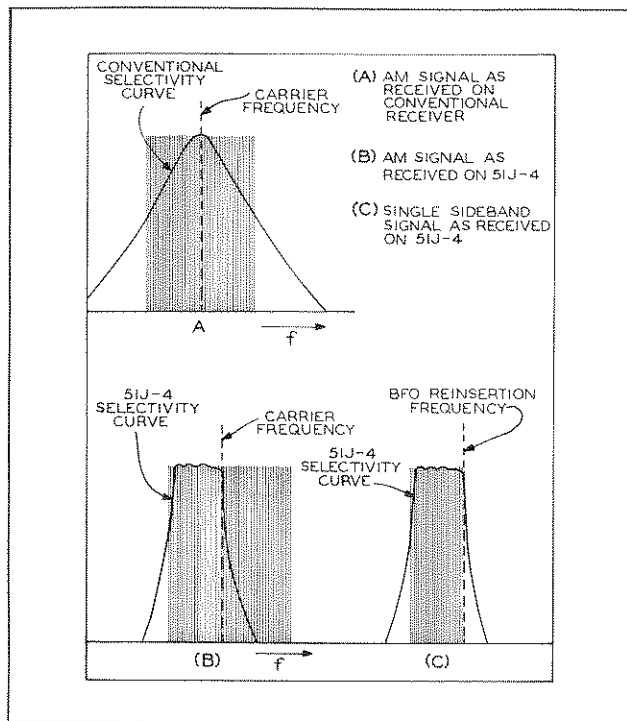 CONVENTIONAL
SELECTIVITY
CURVE
CARRIER
FREQUENCY
(A) AM SIGNAL AS
RECEIVED ON
CONVENTIONAL
RECEIVER
(B) AM SIGNAL AS
RECEIVED ON 51J-4
(C) SINGLE SIDEBAND
SIGNAL AS RECEIVED
ON 51J-4
A
f
51J-4
SELECTIVITY
CURVE
CARRIER
FREQUENCY
BFO REINSERTION
FREQUENCY
51J-4
SELECTIVITY
CURVE
(B)
f
(C)